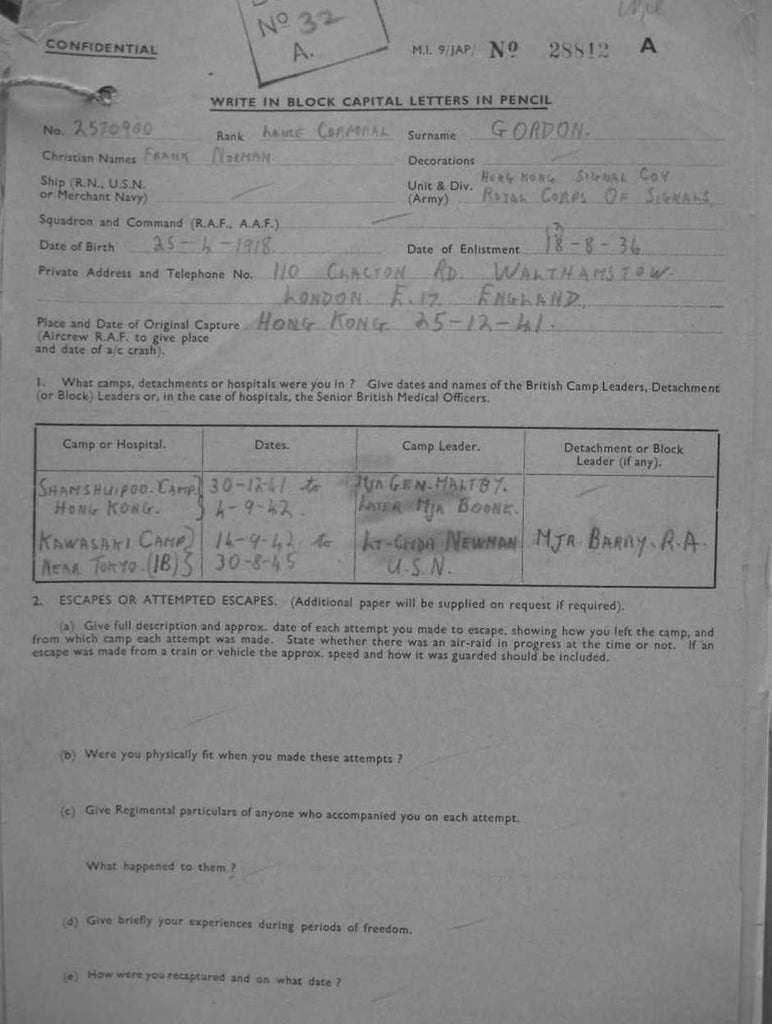 Nº 32
A.
CONFIDENTIAL
M.I. 9/JAP/ Nº 28812 A
WRITE IN BLOCK CAPITAL LETTERS IN PENCIL
No. 2570900 Rank LANCE CORPORAL Surname GORDON.
Christian Names FRANK NORMAN Decorations
Ship (R.N., U.S.N. or Merchant Navy)
Unit & Div. (Army) HONG KONG SIGNAL COY ROYAL CORPS OF SIGNALS
Squadron and Command (R.A.F., A.A.F.)
Date of Birth 25-4-1918 Date of Enlistment 18-8-36
Private Address and Telephone No. 110 CLACTON RD. WALTHAMSTOW.
LONDON. E.17. ENGLAND.
Place and Date of Original Capture HONG KONG 25-12-41.
(Aircrew R.A.F. to give place
and date of a/c crash).
1. What camps, detachments or hospitals were you in ? Give dates and names of the British Camp Leaders, Detachment
(or Block) Leaders or, in the case of hospitals, the Senior British Medical Officers.
Camp or Hospital. Dates. Camp Leader. Detachment or Block
Leader (if any).
SHAMSHUIPOO. CAMP} 30-12-41 to MJR GEN. MALTBY.
HONG KONG. } 4-9-42. LATER MJR BOONE.
KAWASAKI CAMP} 14-9-42 to LT-CMDR NEWMAN MJR. BARRY. R.A.
NEAR TOKYO. (1B)} 30-8-45 U.S.N.
2. ESCAPES OR ATTEMPTED ESCAPES. (Additional paper will be supplied on request if required).
(a) Give full description and approx. date of each attempt you made to escape, showing how you left the camp, and
from which camp each attempt was made. State whether there was an air-raid in progress at the time or not. If an
escape was made from a train or vehicle the approx. speed and how it was guarded should be included.
(b) Were you physically fit when you made these attempts ?
(c) Give Regimental particulars of anyone who accompanied you on each attempt.
What happened to them ?
(d) Give briefly your experiences during periods of freedom.
(e) How were you recaptured and on what date ?